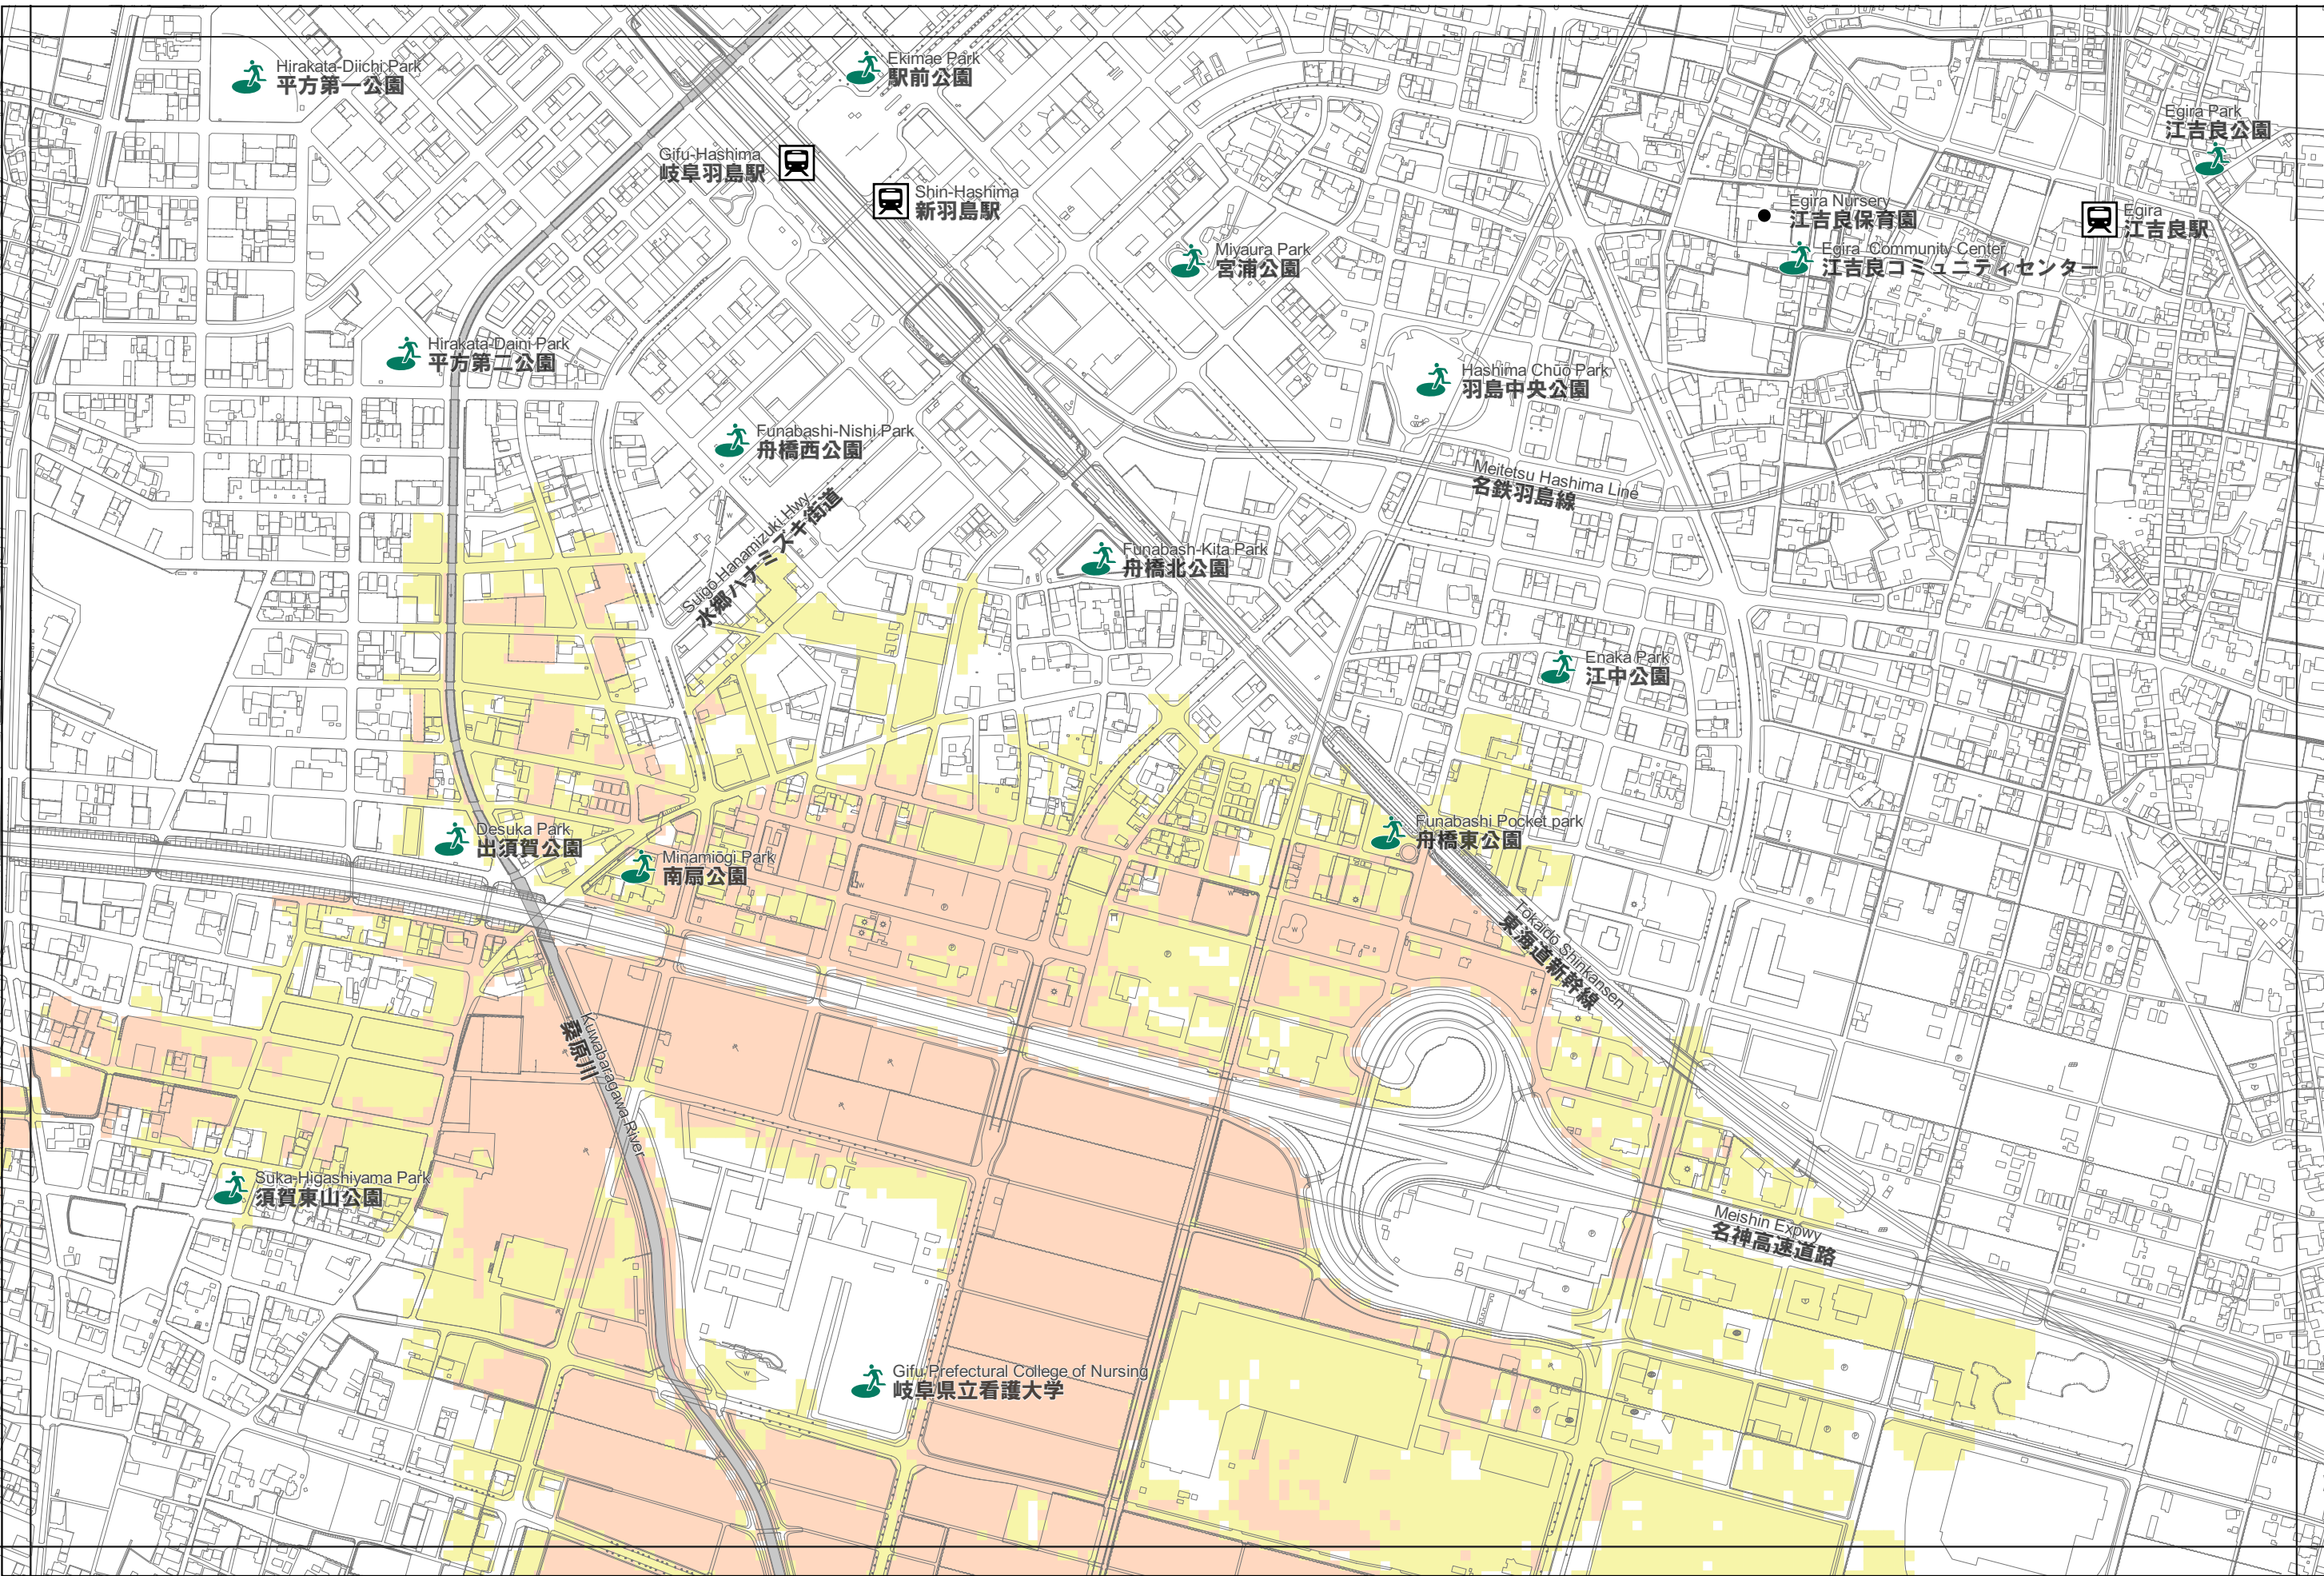 Hirakata-Diichi Park
平方第一公園
Ekimae Park
駅前公園
Egira Park
江吉良公園
Gifu-Hashima
岐阜羽島駅
Shin-Hashima
新羽島駅
Egira Nursery
江吉良保育園
Egira
江吉良駅
Miyaura Park
宮浦公園
Egira Community Center
江吉良コミュニティセンター
Hirakata-Daini Park
平方第二公園
Hashima Chūō Park
羽島中央公園
Funabashi-Nishi Park
舟橋西公園
Meitetsu Hashima Line
名鉄羽島線
Suigō Hanamizuki Hwy
水郷ハナミズキ街道
Funabash-Kita Park
舟橋北公園
Enaka Park
江中公園
Desuka Park
出須賀公園
Minamiogi Park
南扇公園
Funabashi Pocket park
舟橋東公園
Tokaidō Shinkansen
東海道新幹線
Kuwabaragawa River
桑原川
Suka-Higashiyama Park
須賀東山公園
Meishin Expwy
名神高速道路
Gifu Prefectural College of Nursing
岐阜県立看護大学